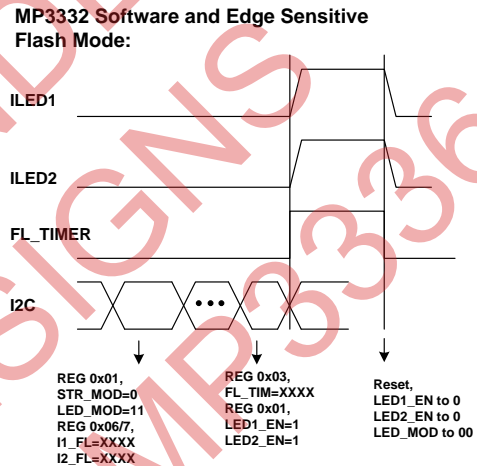 MP3332 Software and Edge Sensitive
Flash Mode:
ILED1
ILED2
FL_TIMER
I2C
REG 0x01,
STR_MOD=0
LED_MOD=11
REG 0x06/7,
I1_FL=XXXX
I2_FL=XXXX
REG 0x03,
FL_TIM=XXXX
REG 0x01,
LED1_EN=1
LED2_EN=1
Reset,
LED1_EN to 0
LED2_EN to 0
LED_MOD to 00
SIGNS
MP3336